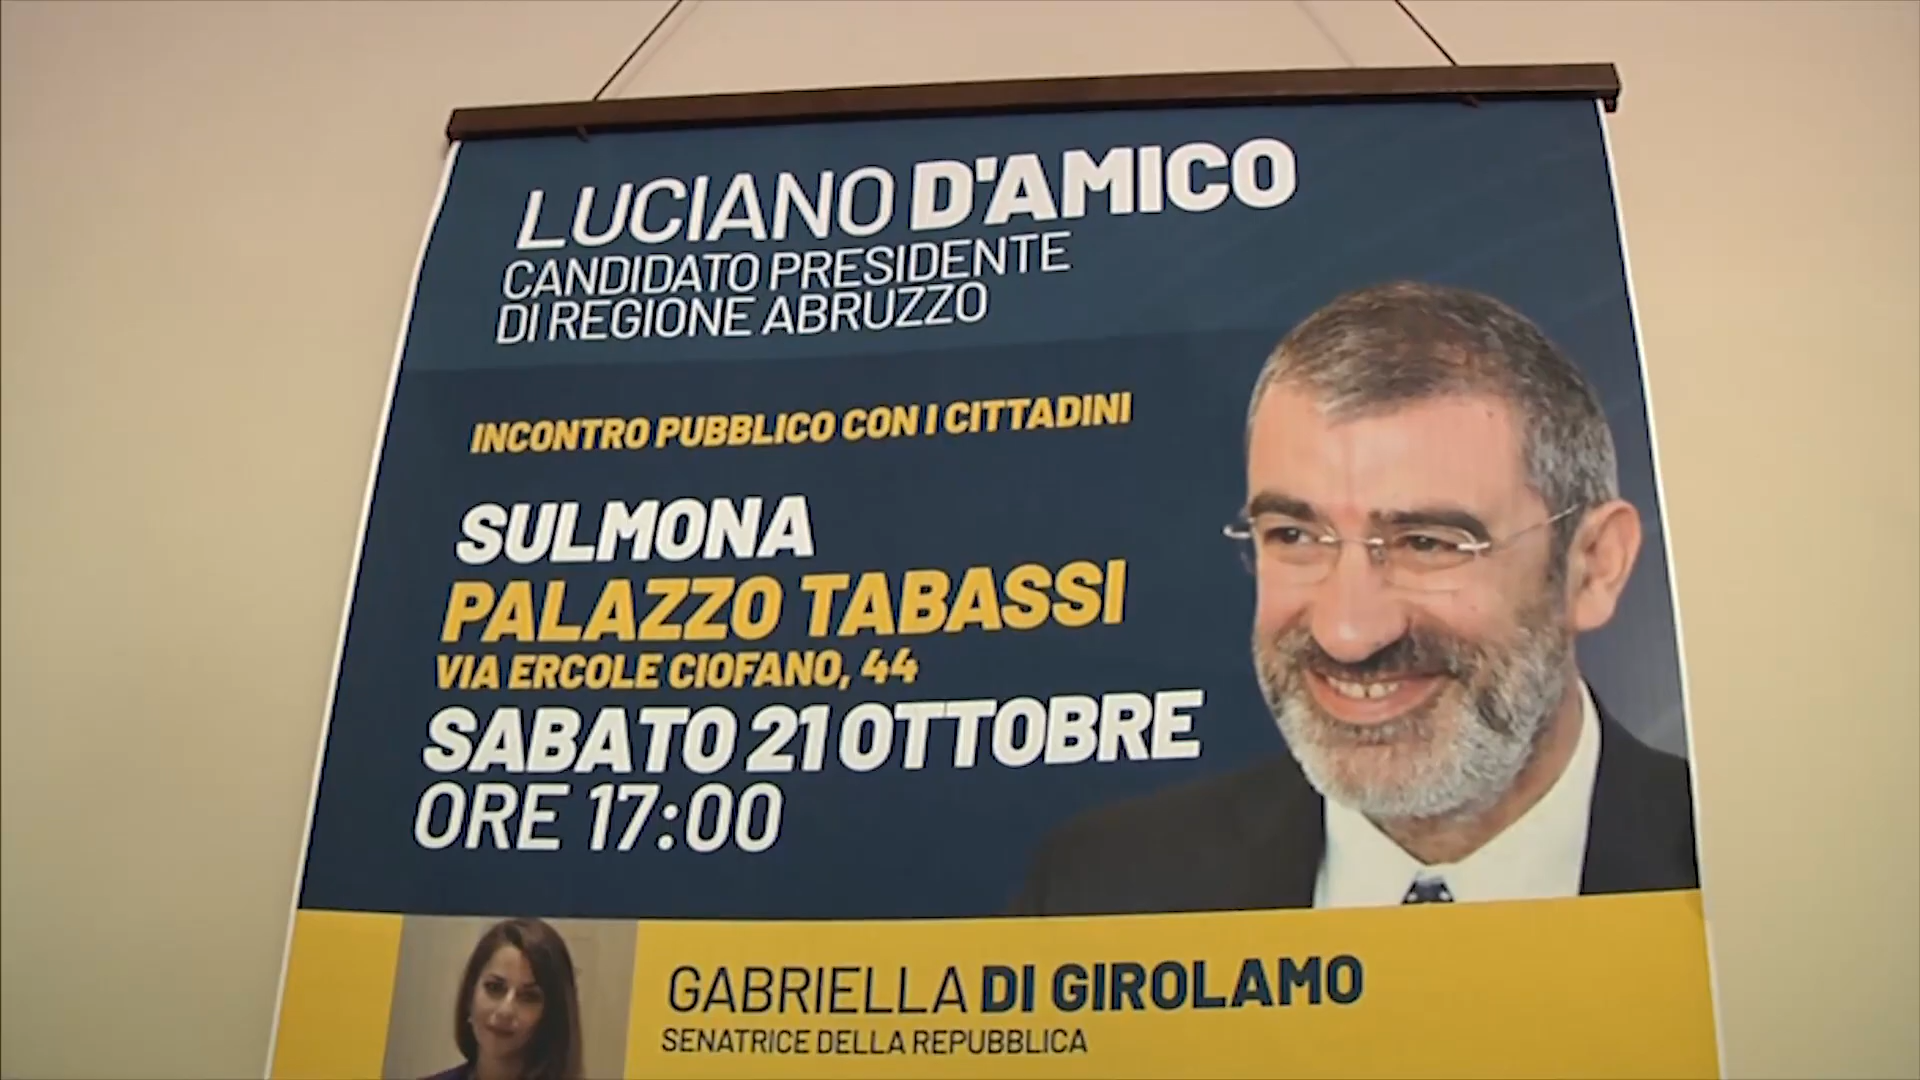 LUCIANO D'AMICO
CANDIDATO PRESIDENTE
DI REGIONE ABRUZZO
INCONTRO PUBBLICO CON I CITTADINI
SULMONA
PALAZZO TABASSI
VIA ERCOLE CIOFANO, 44
SABATO 21 OTTOBRE
ORE 17:00
GABRIELLA DI GIROLAMO
SENATRICE DELLA REPUBBLICA